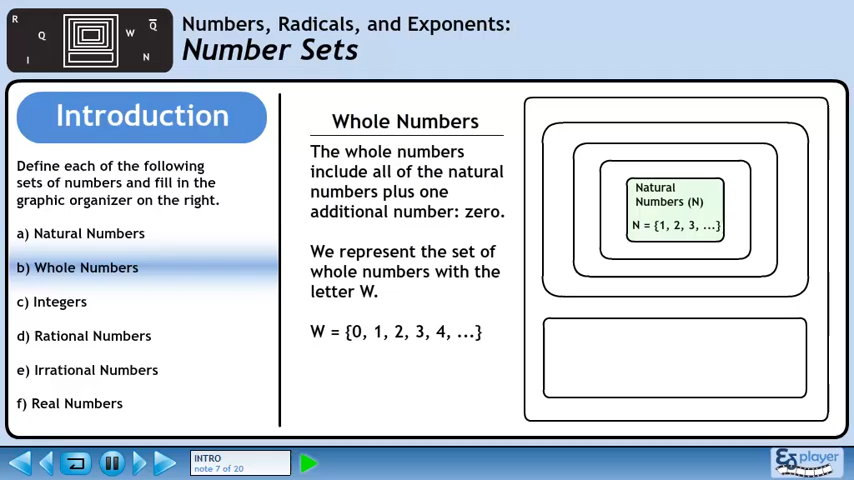 R
Q
I
W
Q̅
N
Numbers, Radicals, and Exponents:
Number Sets
Introduction
Define each of the following
sets of numbers and fill in the
graphic organizer on the right.
a) Natural Numbers
b) Whole Numbers
c) Integers
d) Rational Numbers
e) Irrational Numbers
f) Real Numbers
Whole Numbers
The whole numbers
include all of the natural
numbers plus one
additional number: zero.
We represent the set of
whole numbers with the
letter W.
W = {0, 1, 2, 3, 4, ...}
Natural
Numbers (N)
N = {1, 2, 3, ...}
INTRO
note 7 of 20
player